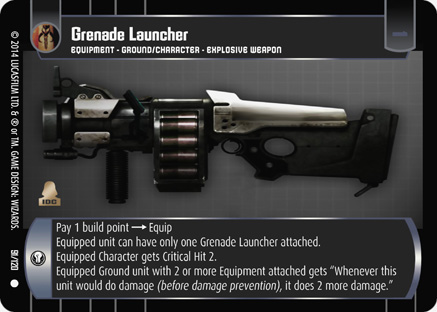 Grenade Launcher
EQUIPMENT - GROUND/CHARACTER - EXPLOSIVE WEAPON
IDC
Pay 1 build point → Equip
Equipped unit can have only one Grenade Launcher attached.
Equipped Character gets Critical Hit 2.
Equipped Ground unit with 2 or more Equipment attached gets “Whenever this
unit would do damage (before damage prevention), it does 2 more damage.”
© 2014 LUCASFILM LTD. & ® or TM. GAME DESIGN: WIZARDS.